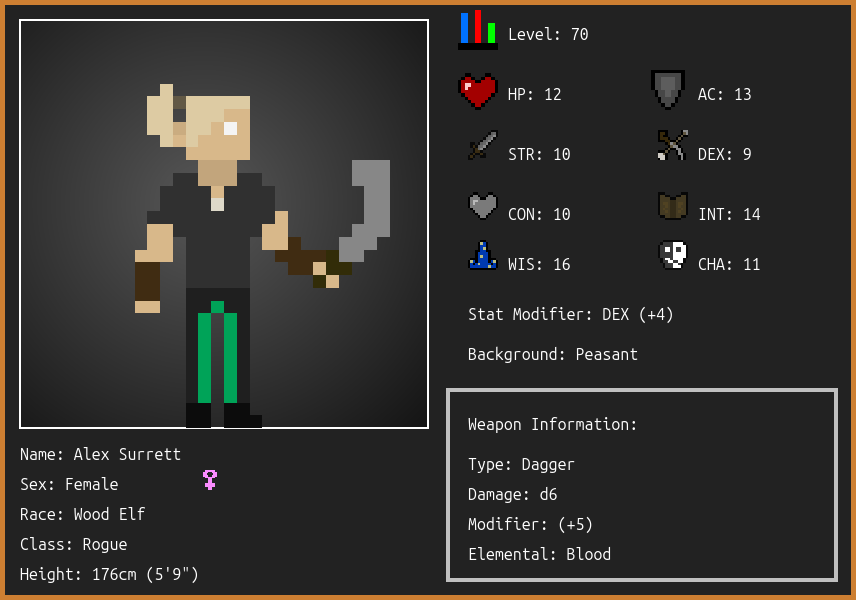 Level: 70
HP: 12
AC: 13
STR: 10
DEX: 9
CON: 10
INT: 14
WIS: 16
CHA: 11
Stat Modifier: DEX (+4)
Background: Peasant
Weapon Information:
Type: Dagger
Damage: d6
Modifier: (+5)
Elemental: Blood
Name: Alex Surrett
Sex: Female
Race: Wood Elf
Class: Rogue
Height: 176cm (5'9")